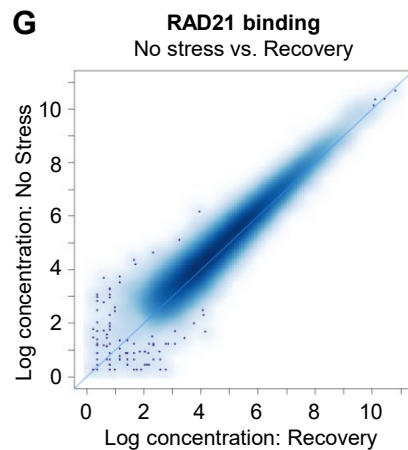 G
RAD21 binding
No stress vs. Recovery
Log concentration: No Stress
10
8
6
4
2
0
0 2 4 6 8 10
Log concentration: Recovery